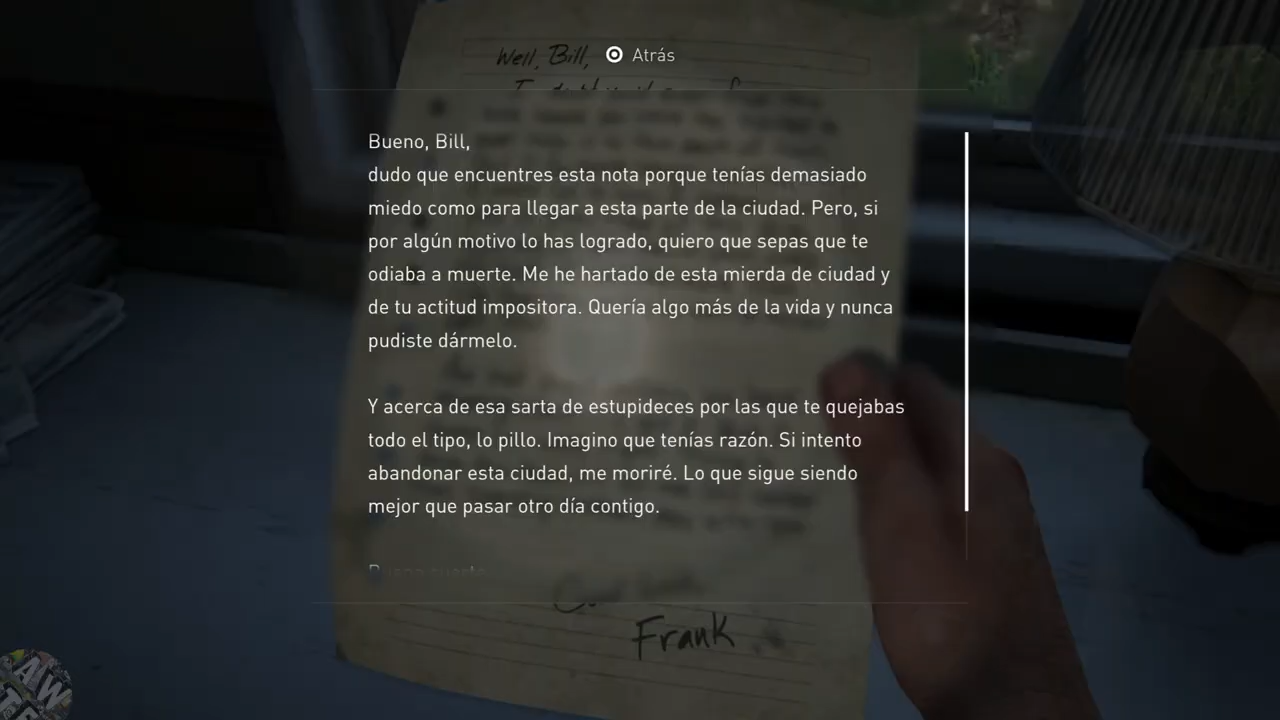 Well, Bill,
Atrás
Bueno, Bill,
dudo que encuentres esta nota porque tenías demasiado
miedo como para llegar a esta parte de la ciudad. Pero, si
por algún motivo lo has logrado, quiero que sepas que te
odiaba a muerte. Me he hartado de esta mierda de ciudad y
de tu actitud impositora. Quería algo más de la vida y nunca
pudiste dármelo.
Y acerca de esa sarta de estupideces por las que te quejabas
todo el tipo, lo pillo. Imagino que tenías razón. Si intento
abandonar esta ciudad, me moriré. Lo que sigue siendo
mejor que pasar otro día contigo.
Buena suerte
Frank